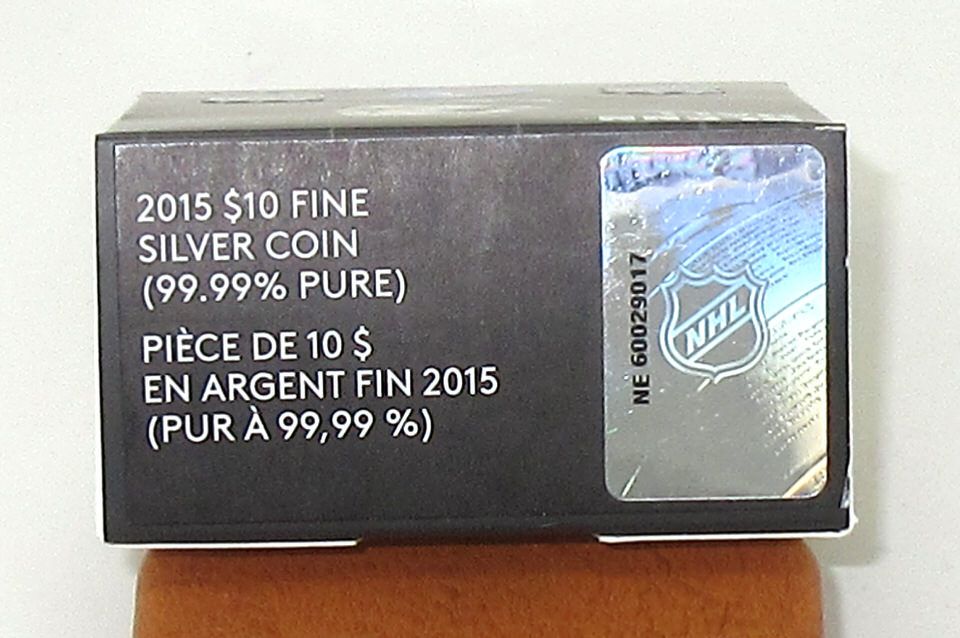 2015 $10 FINE
SILVER COIN
(99.99% PURE)
PIÈCE DE 10 $
EN ARGENT FIN 2015
(PUR À 99,99 %)
NE 60029017
NHL